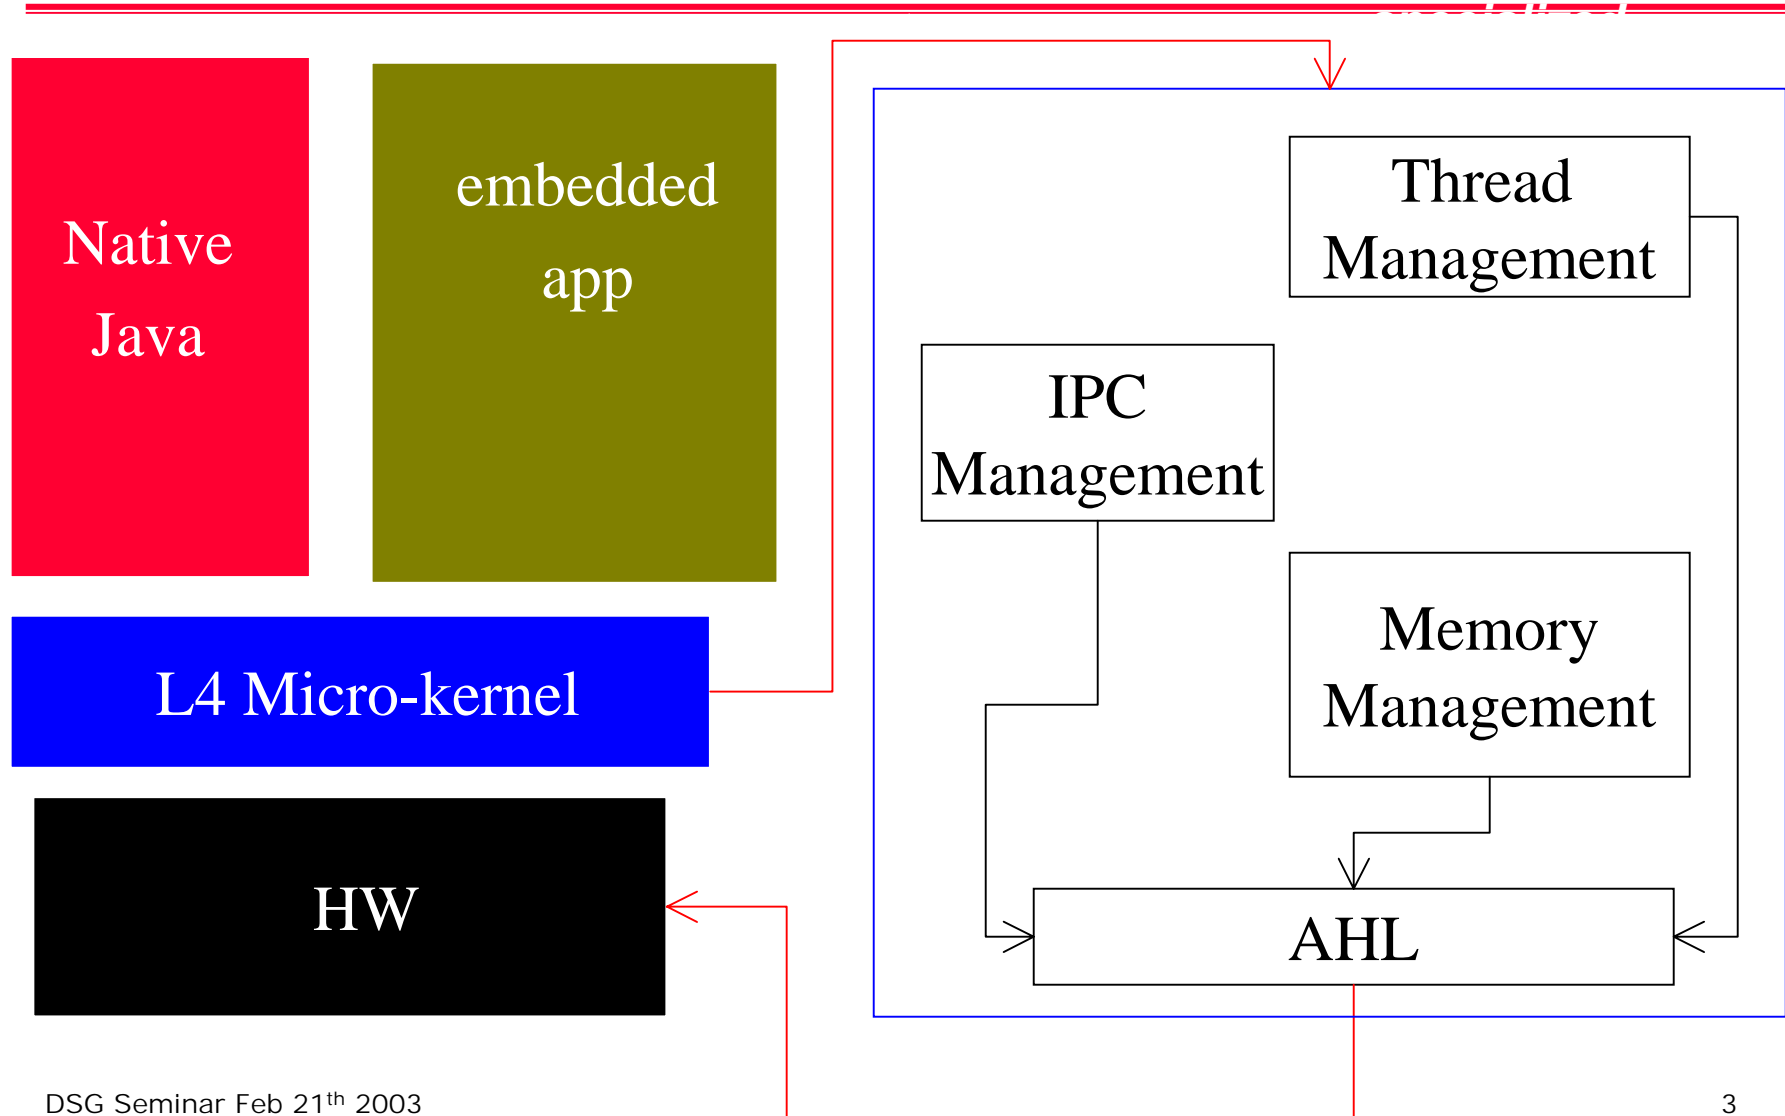 Native
Java
embedded
app
L4 Micro-kernel
HW
Thread
Management
IPC
Management
Memory
Management
AHL
DSG Seminar Feb 21th 2003
3